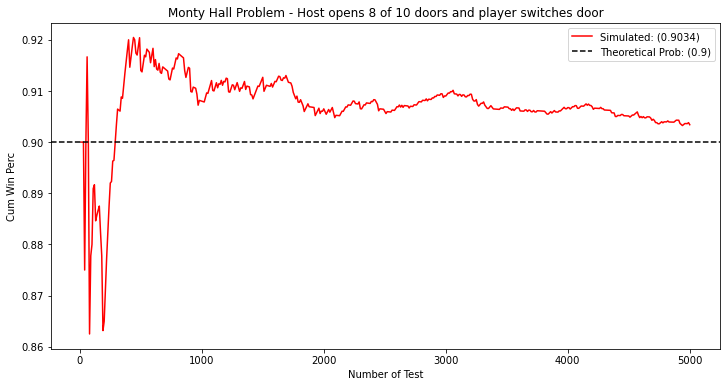 Monty Hall Problem - Host opens 8 of 10 doors and player switches door
Simulated: (0.9034)
Theoretical Prob: (0.9)
Cum Win Perc
0.92
0.91
0.90
0.89
0.88
0.87
0.86
0
1000
2000
3000
4000
5000
Number of Test